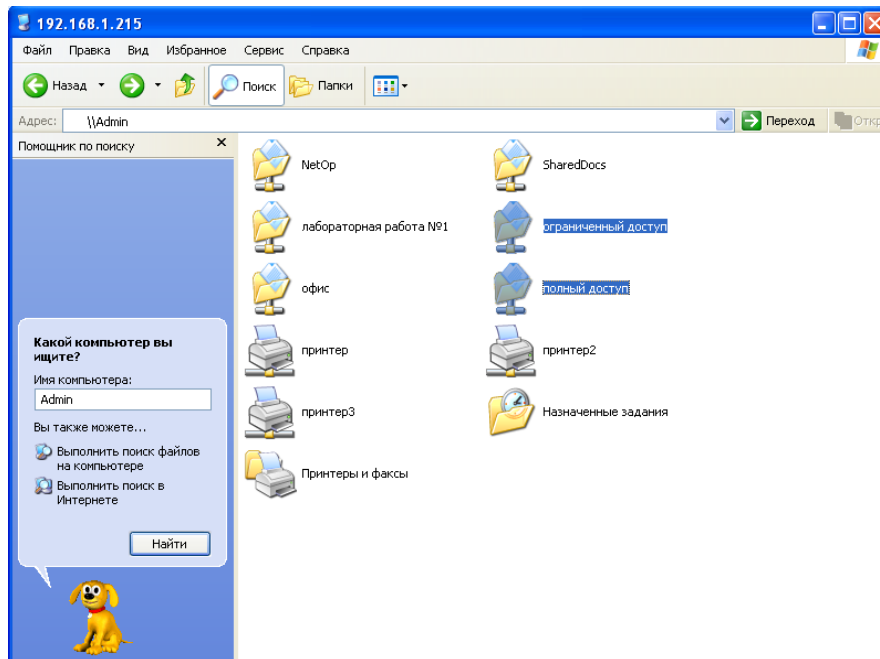 192.168.1.215
Файл Правка Вид Избранное Сервис Справка
Назад Поиск Папки
Адрес: \\Admin Переход Откр
Помощник по поиску
NetOp SharedDocs
лабораторная работа №1 ограниченный доступ
офис полный доступ
Какой компьютер вы
ищите?
принтер принтер2
Имя компьютера:
Admin
принтер3 Назначенные задания
Вы также можете...
Выполнить поиск файлов
на компьютере
Принтеры и факсы
Выполнить поиск в
Интернете
Найти